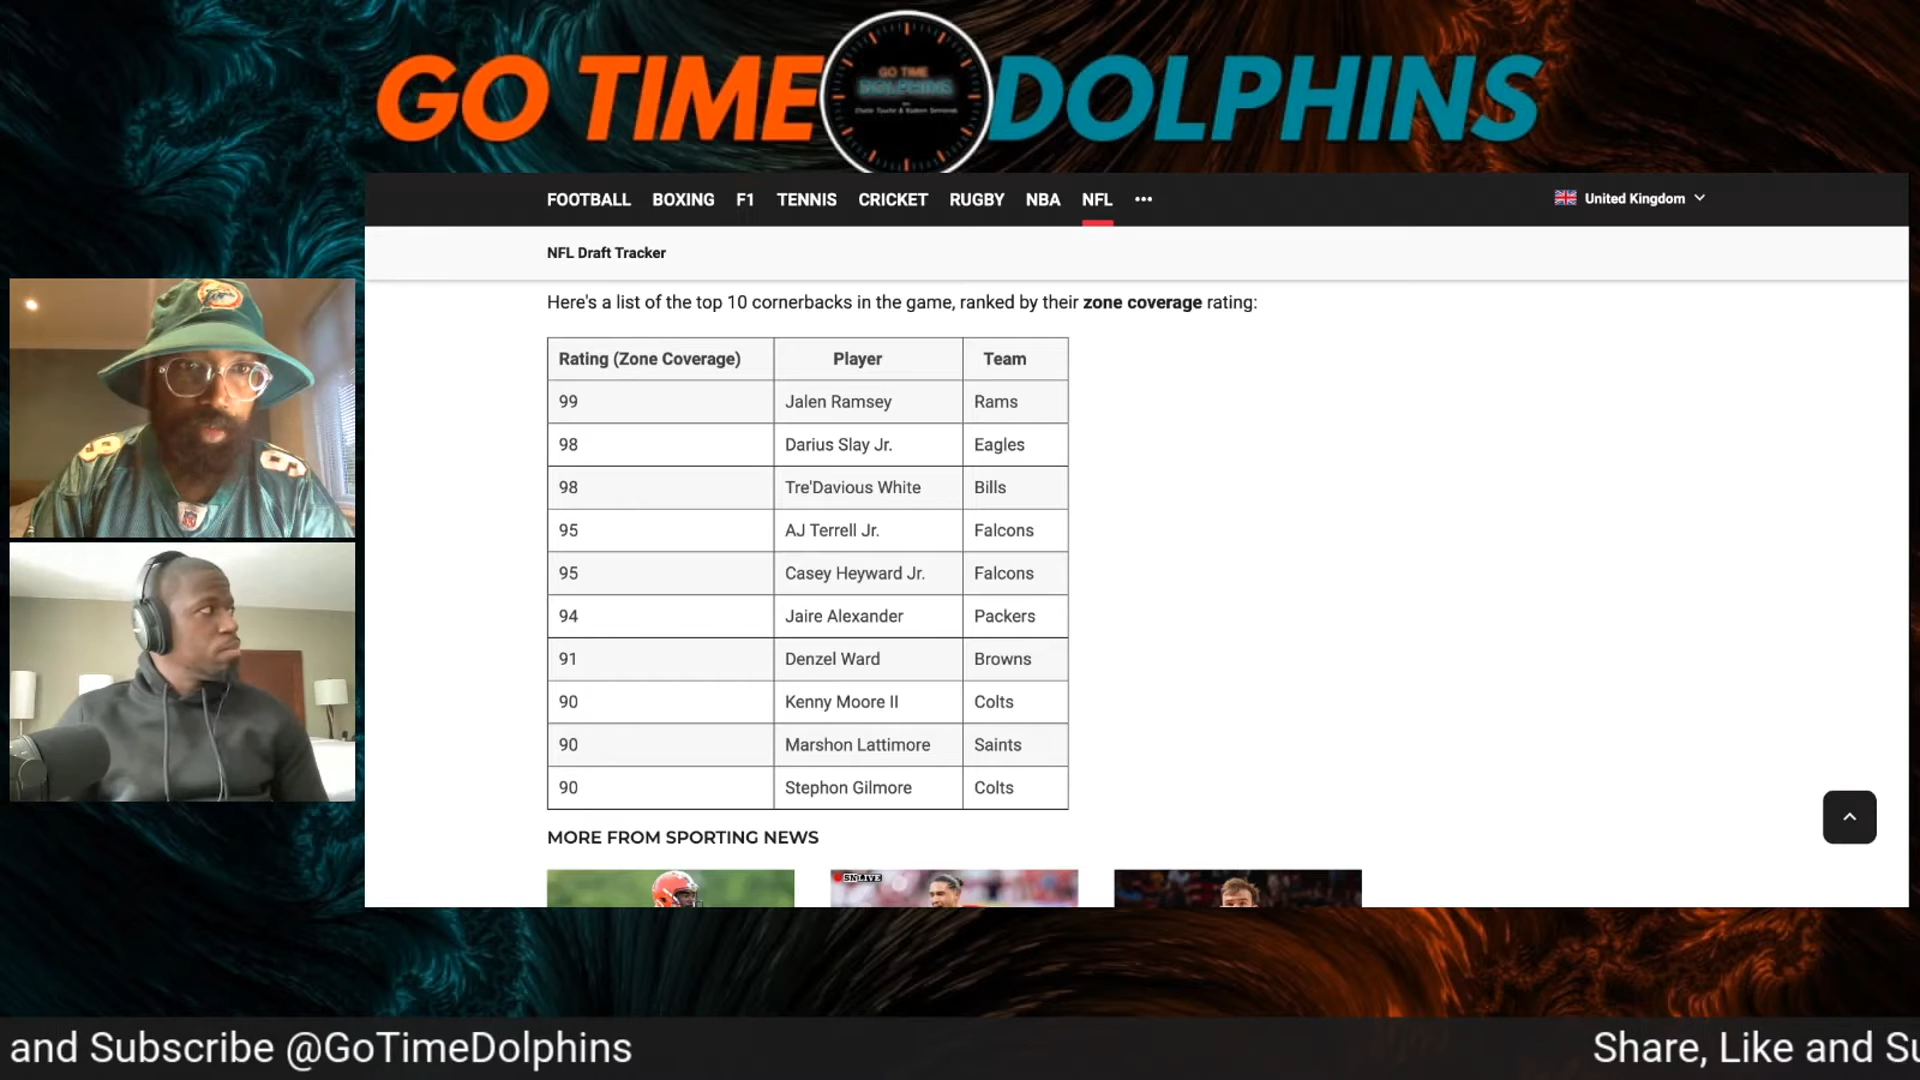 GO TIME DOLPHINS
GO TIME
DOLPHINS
FOOTBALL BOXING F1 TENNIS CRICKET RUGBY NBA NFL ••• United Kingdom
NFL Draft Tracker
Here's a list of the top 10 cornerbacks in the game, ranked by their zone coverage rating:
Rating (Zone Coverage) Player Team
99 Jalen Ramsey Rams
98 Darius Slay Jr. Eagles
98 Tre'Davious White Bills
95 AJ Terrell Jr. Falcons
95 Casey Heyward Jr. Falcons
94 Jaire Alexander Packers
91 Denzel Ward Browns
90 Kenny Moore II Colts
90 Marshon Lattimore Saints
90 Stephon Gilmore Colts
MORE FROM SPORTING NEWS
SNLIVE
and Subscribe @GoTimeDolphins Share, Like and Su